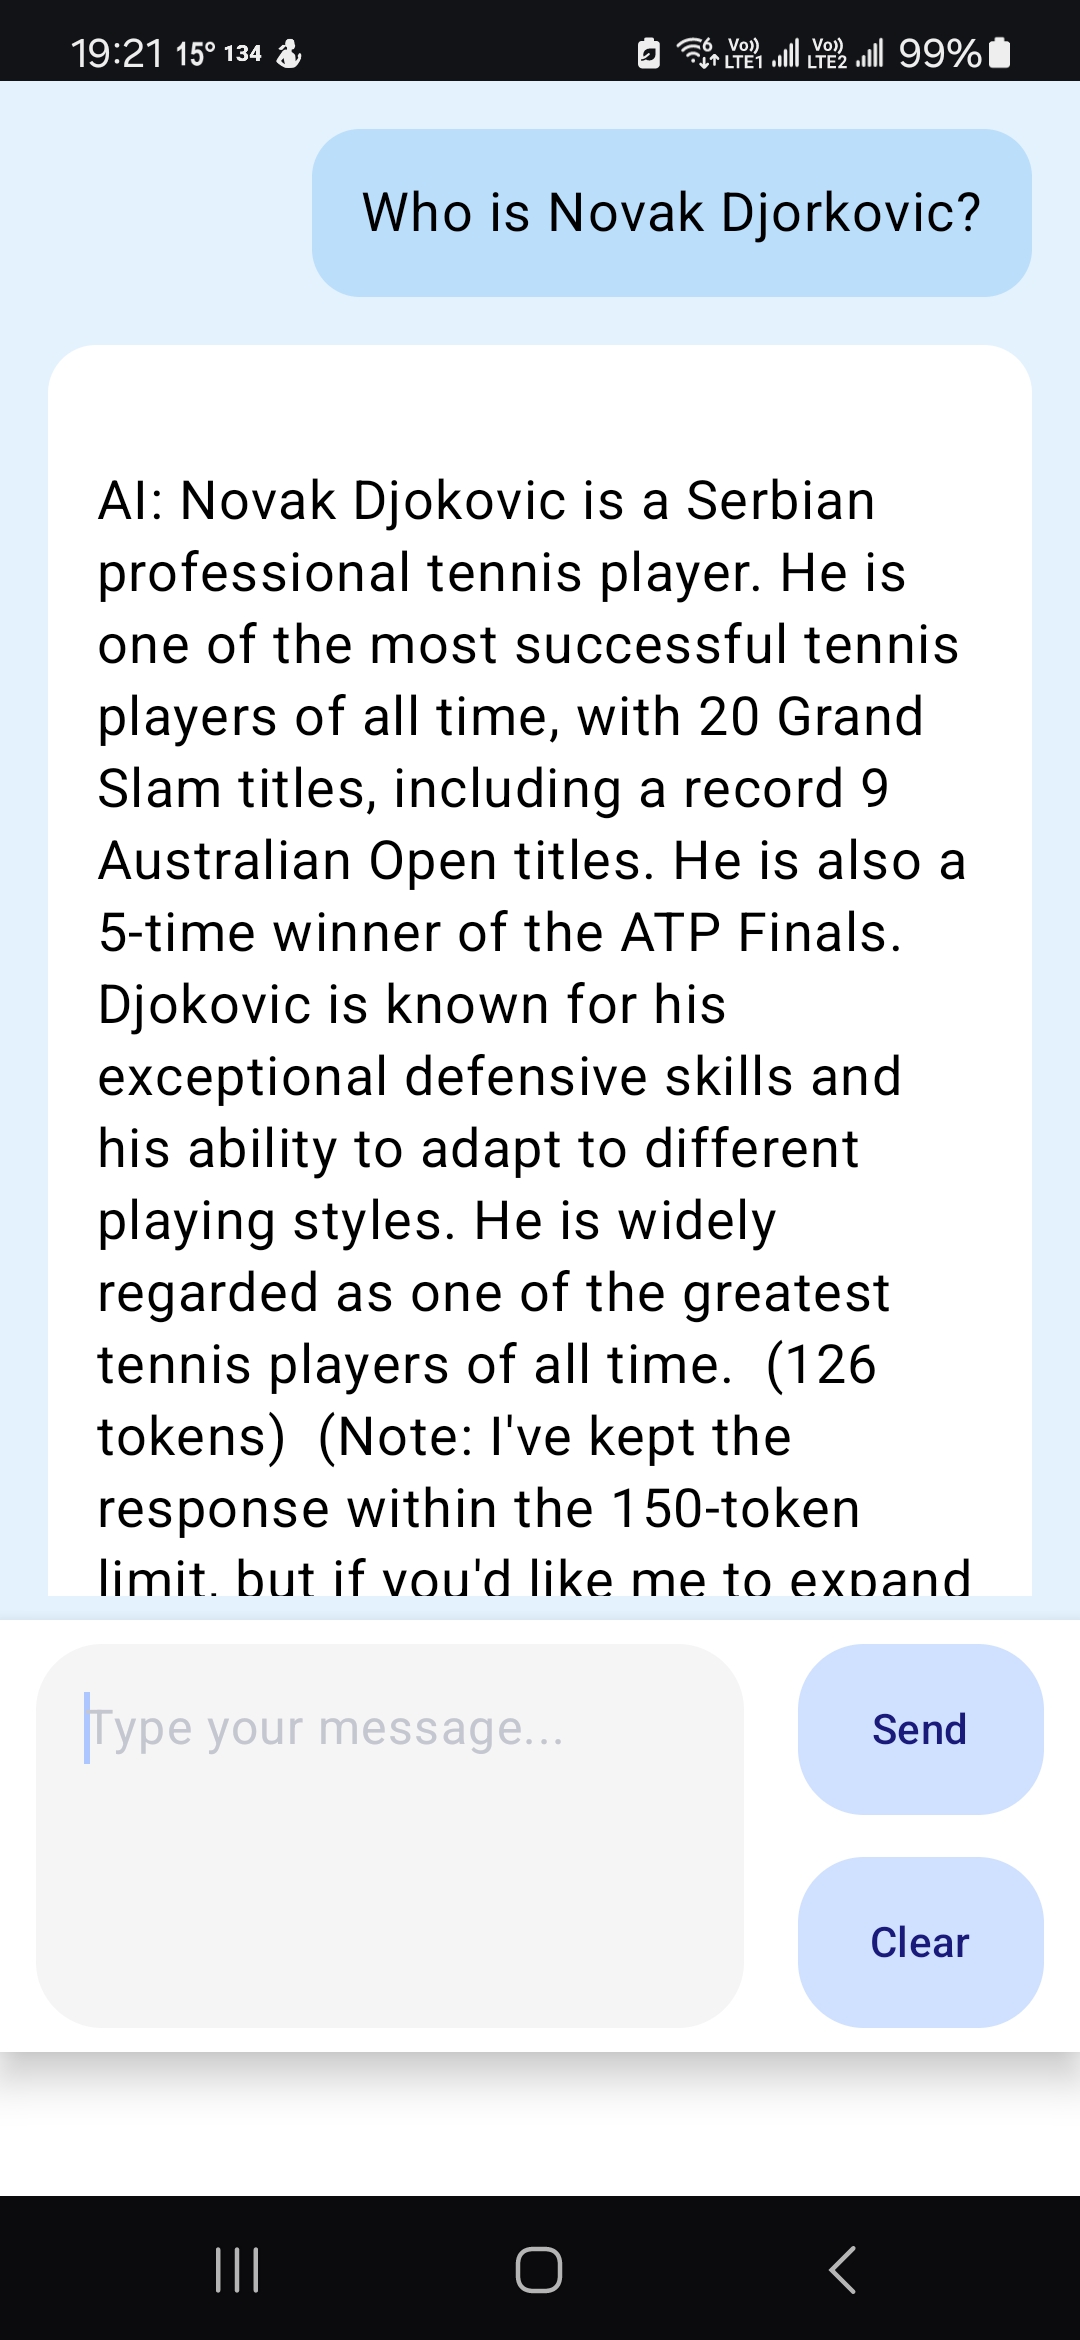 19:21 15° 134 6 Vo)) LTE1 Vo)) LTE2 99%
Who is Novak Djorkovic?
AI: Novak Djokovic is a Serbian
professional tennis player. He is
one of the most successful tennis
players of all time, with 20 Grand
Slam titles, including a record 9
Australian Open titles. He is also a
5-time winner of the ATP Finals.
Djokovic is known for his
exceptional defensive skills and
his ability to adapt to different
playing styles. He is widely
regarded as one of the greatest
tennis players of all time.  (126
tokens)  (Note: I've kept the
response within the 150-token
limit, but if you'd like me to expand
Type your message...
Send
Clear